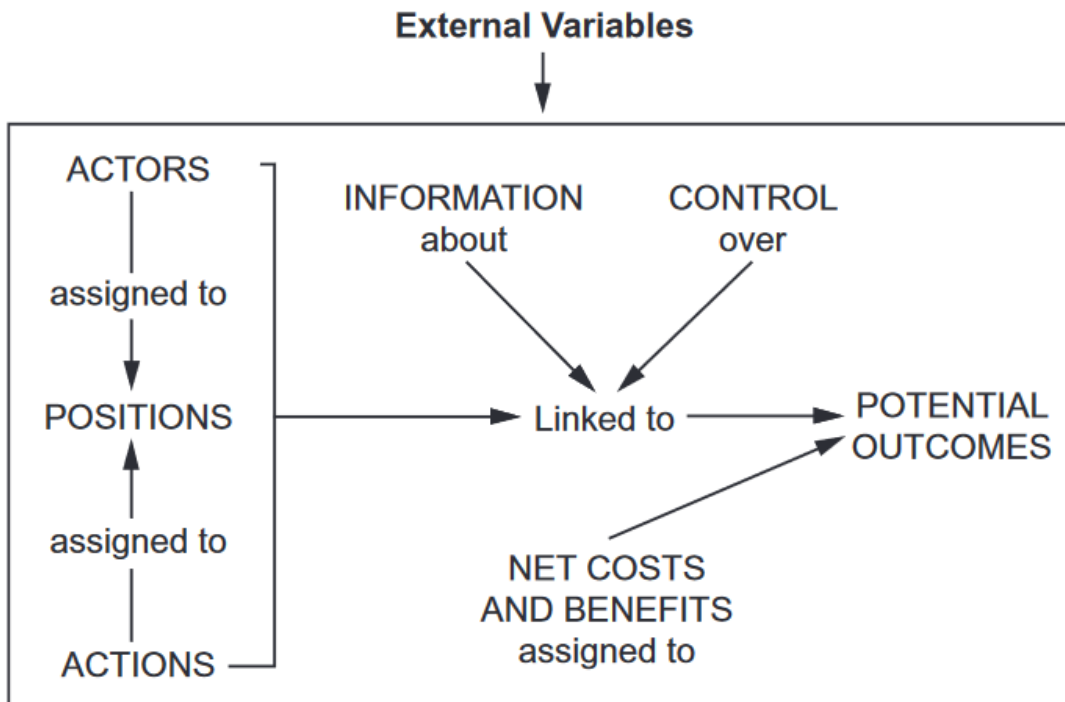 External Variables
ACTORS
assigned to
POSITIONS
assigned to
ACTIONS
INFORMATION
about
CONTROL
over
Linked to
POTENTIAL
OUTCOMES
NET COSTS
AND BENEFITS
assigned to